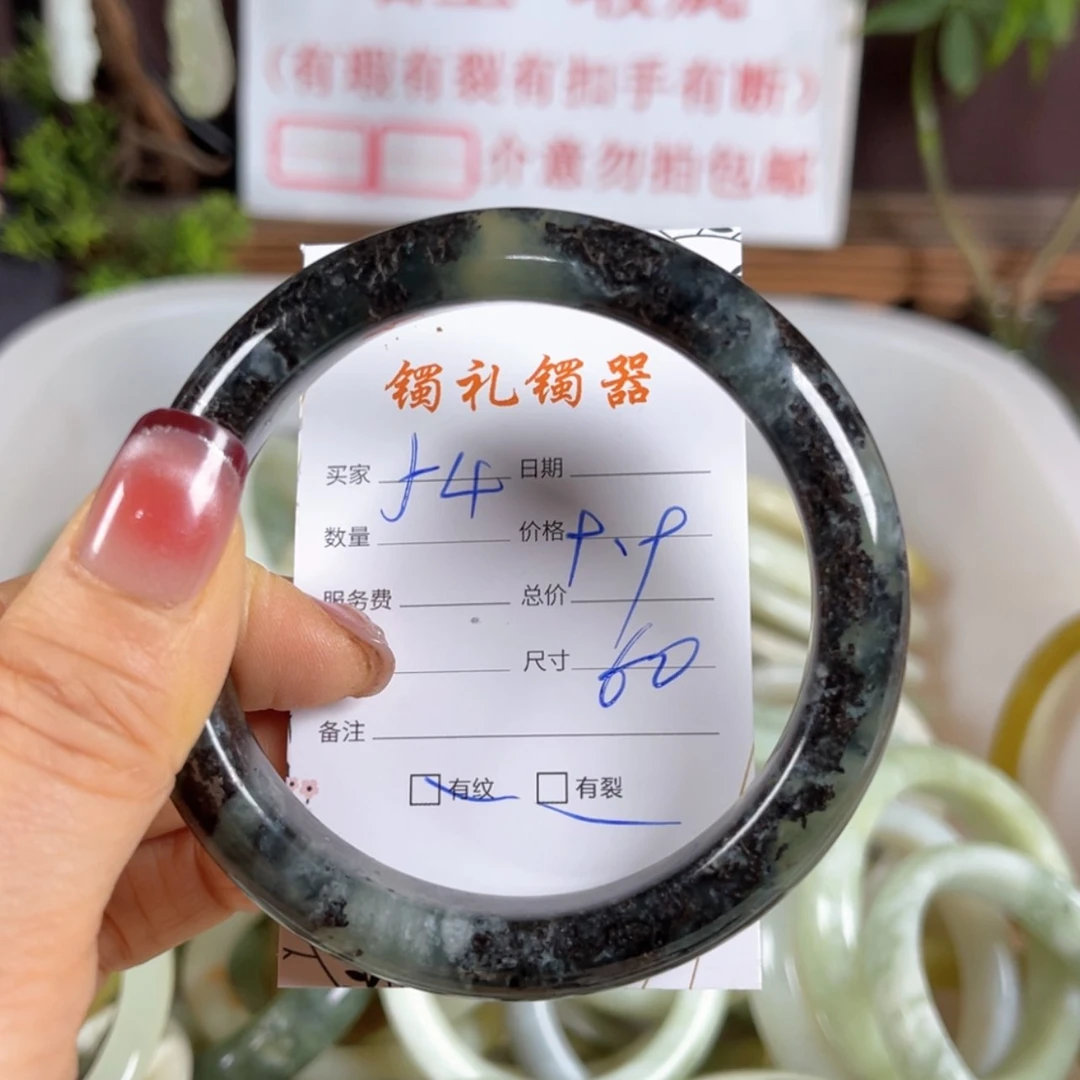 (有瑕有裂有扣手有断)
介意勿拍包邮
镯礼镯器
买家 54 日期
数量 价格
服务费 总价
尺寸 60
备注
有纹 有裂